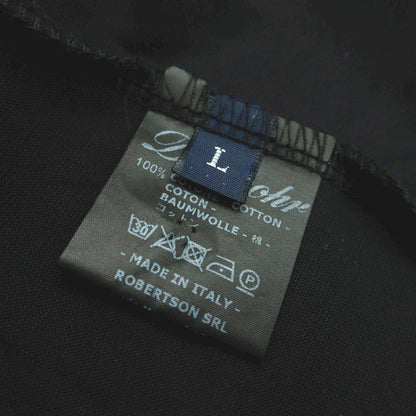 L
100%
COTON - COTTON -
BAUMWOLLE - 棉 -
コットン
30 P
- MADE IN ITALY -
ROBERTSON SRL